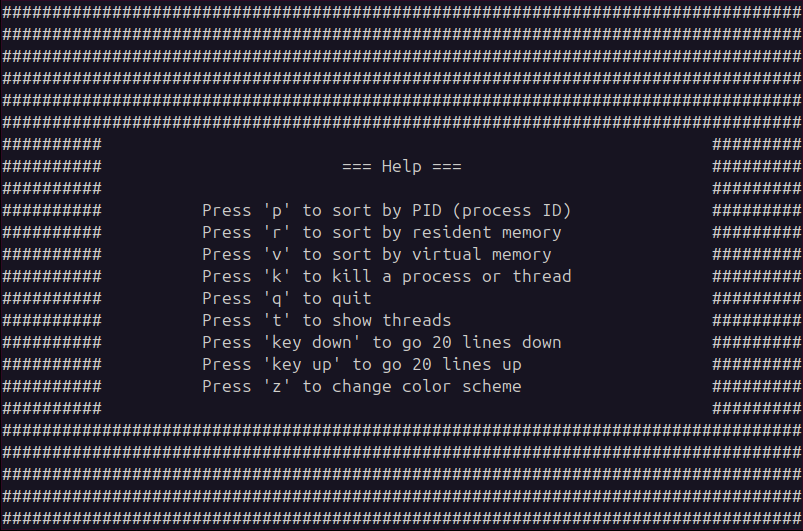 ################################################################################
################################################################################
################################################################################
################################################################################
################################################################################
################################################################################
##########                                                             #########
##########                        === Help ===                         #########
##########                                                             #########
##########          Press 'p' to sort by PID (process ID)              #########
##########          Press 'r' to sort by resident memory               #########
##########          Press 'v' to sort by virtual memory                #########
##########          Press 'k' to kill a process or thread              #########
##########          Press 'q' to quit                                  #########
##########          Press 't' to show threads                          #########
##########          Press 'key down' to go 20 lines down               #########
##########          Press 'key up' to go 20 lines up                   #########
##########          Press 'z' to change color scheme                   #########
##########                                                             #########
################################################################################
################################################################################
################################################################################
################################################################################
################################################################################